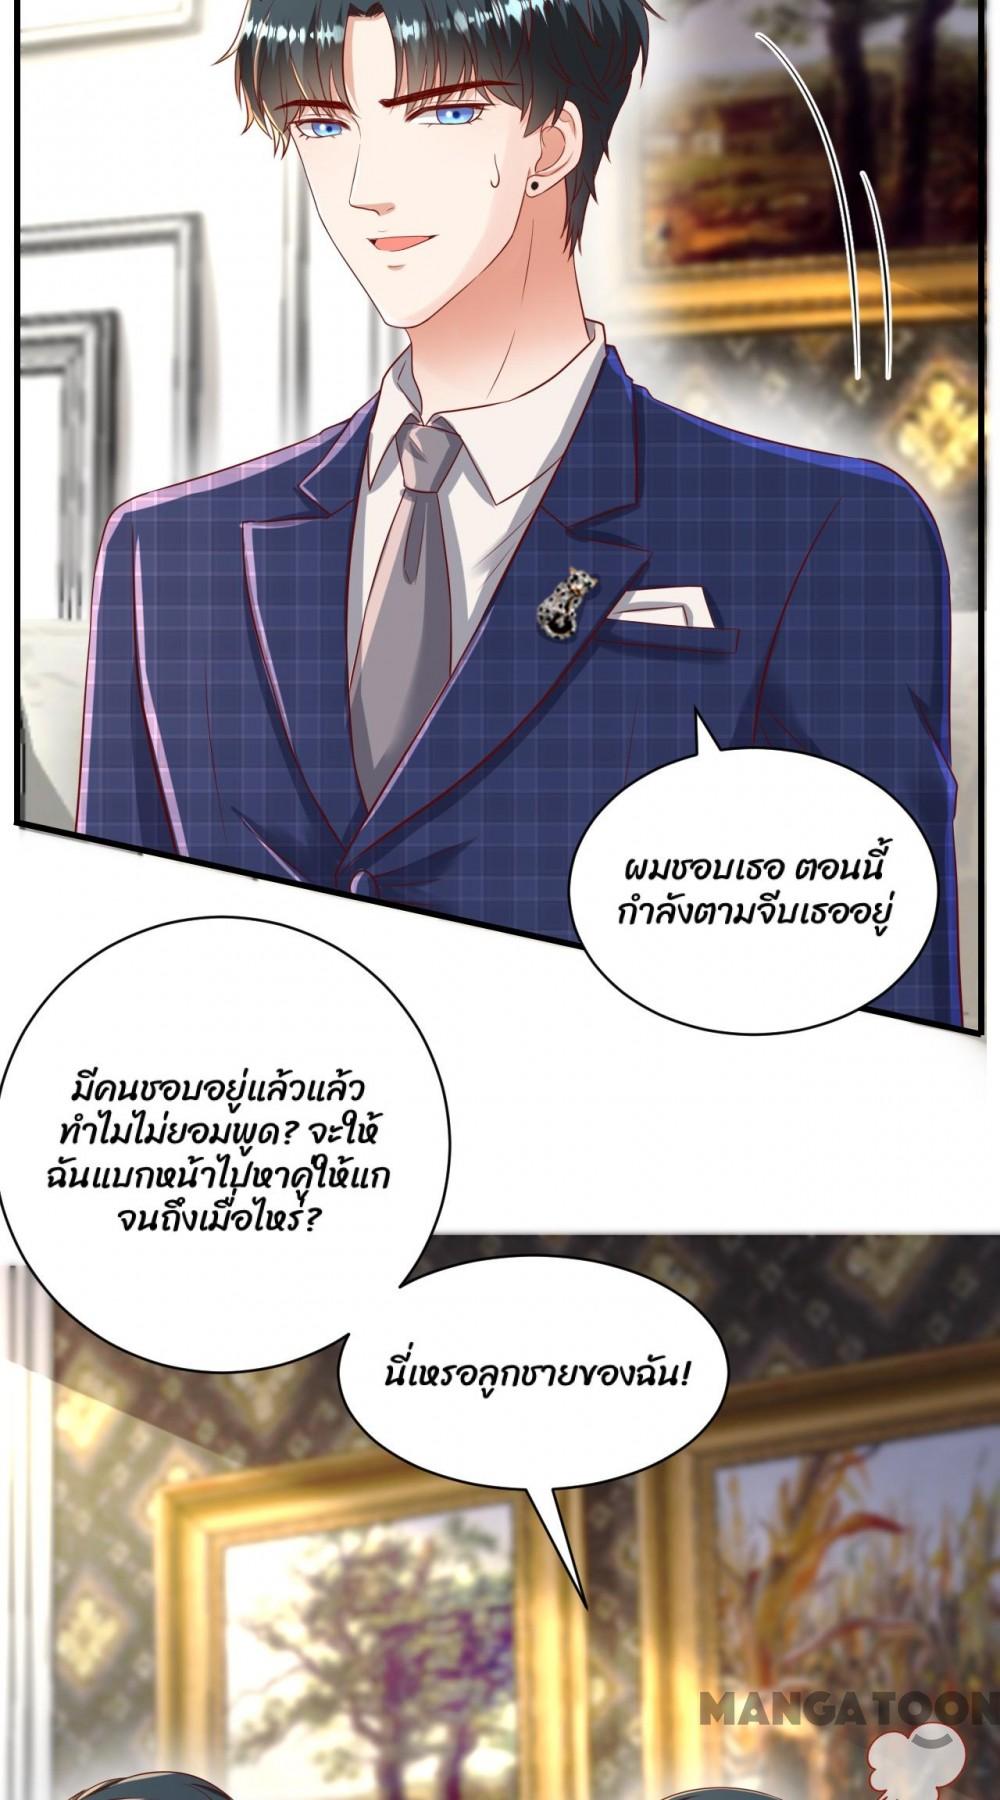 ผมชอบเธอ ตอนนี้
กำลังตามจีบเธออยู่
มีคนชอบอยู่แล้วแล้ว
ทำไมไม่ยอมพูด? จะให้
ฉันแบกหน้าไปหาคู่ให้แก
จนถึงเมื่อไหร่?
นี่เหรอลูกชายของฉัน!
MANGATOON